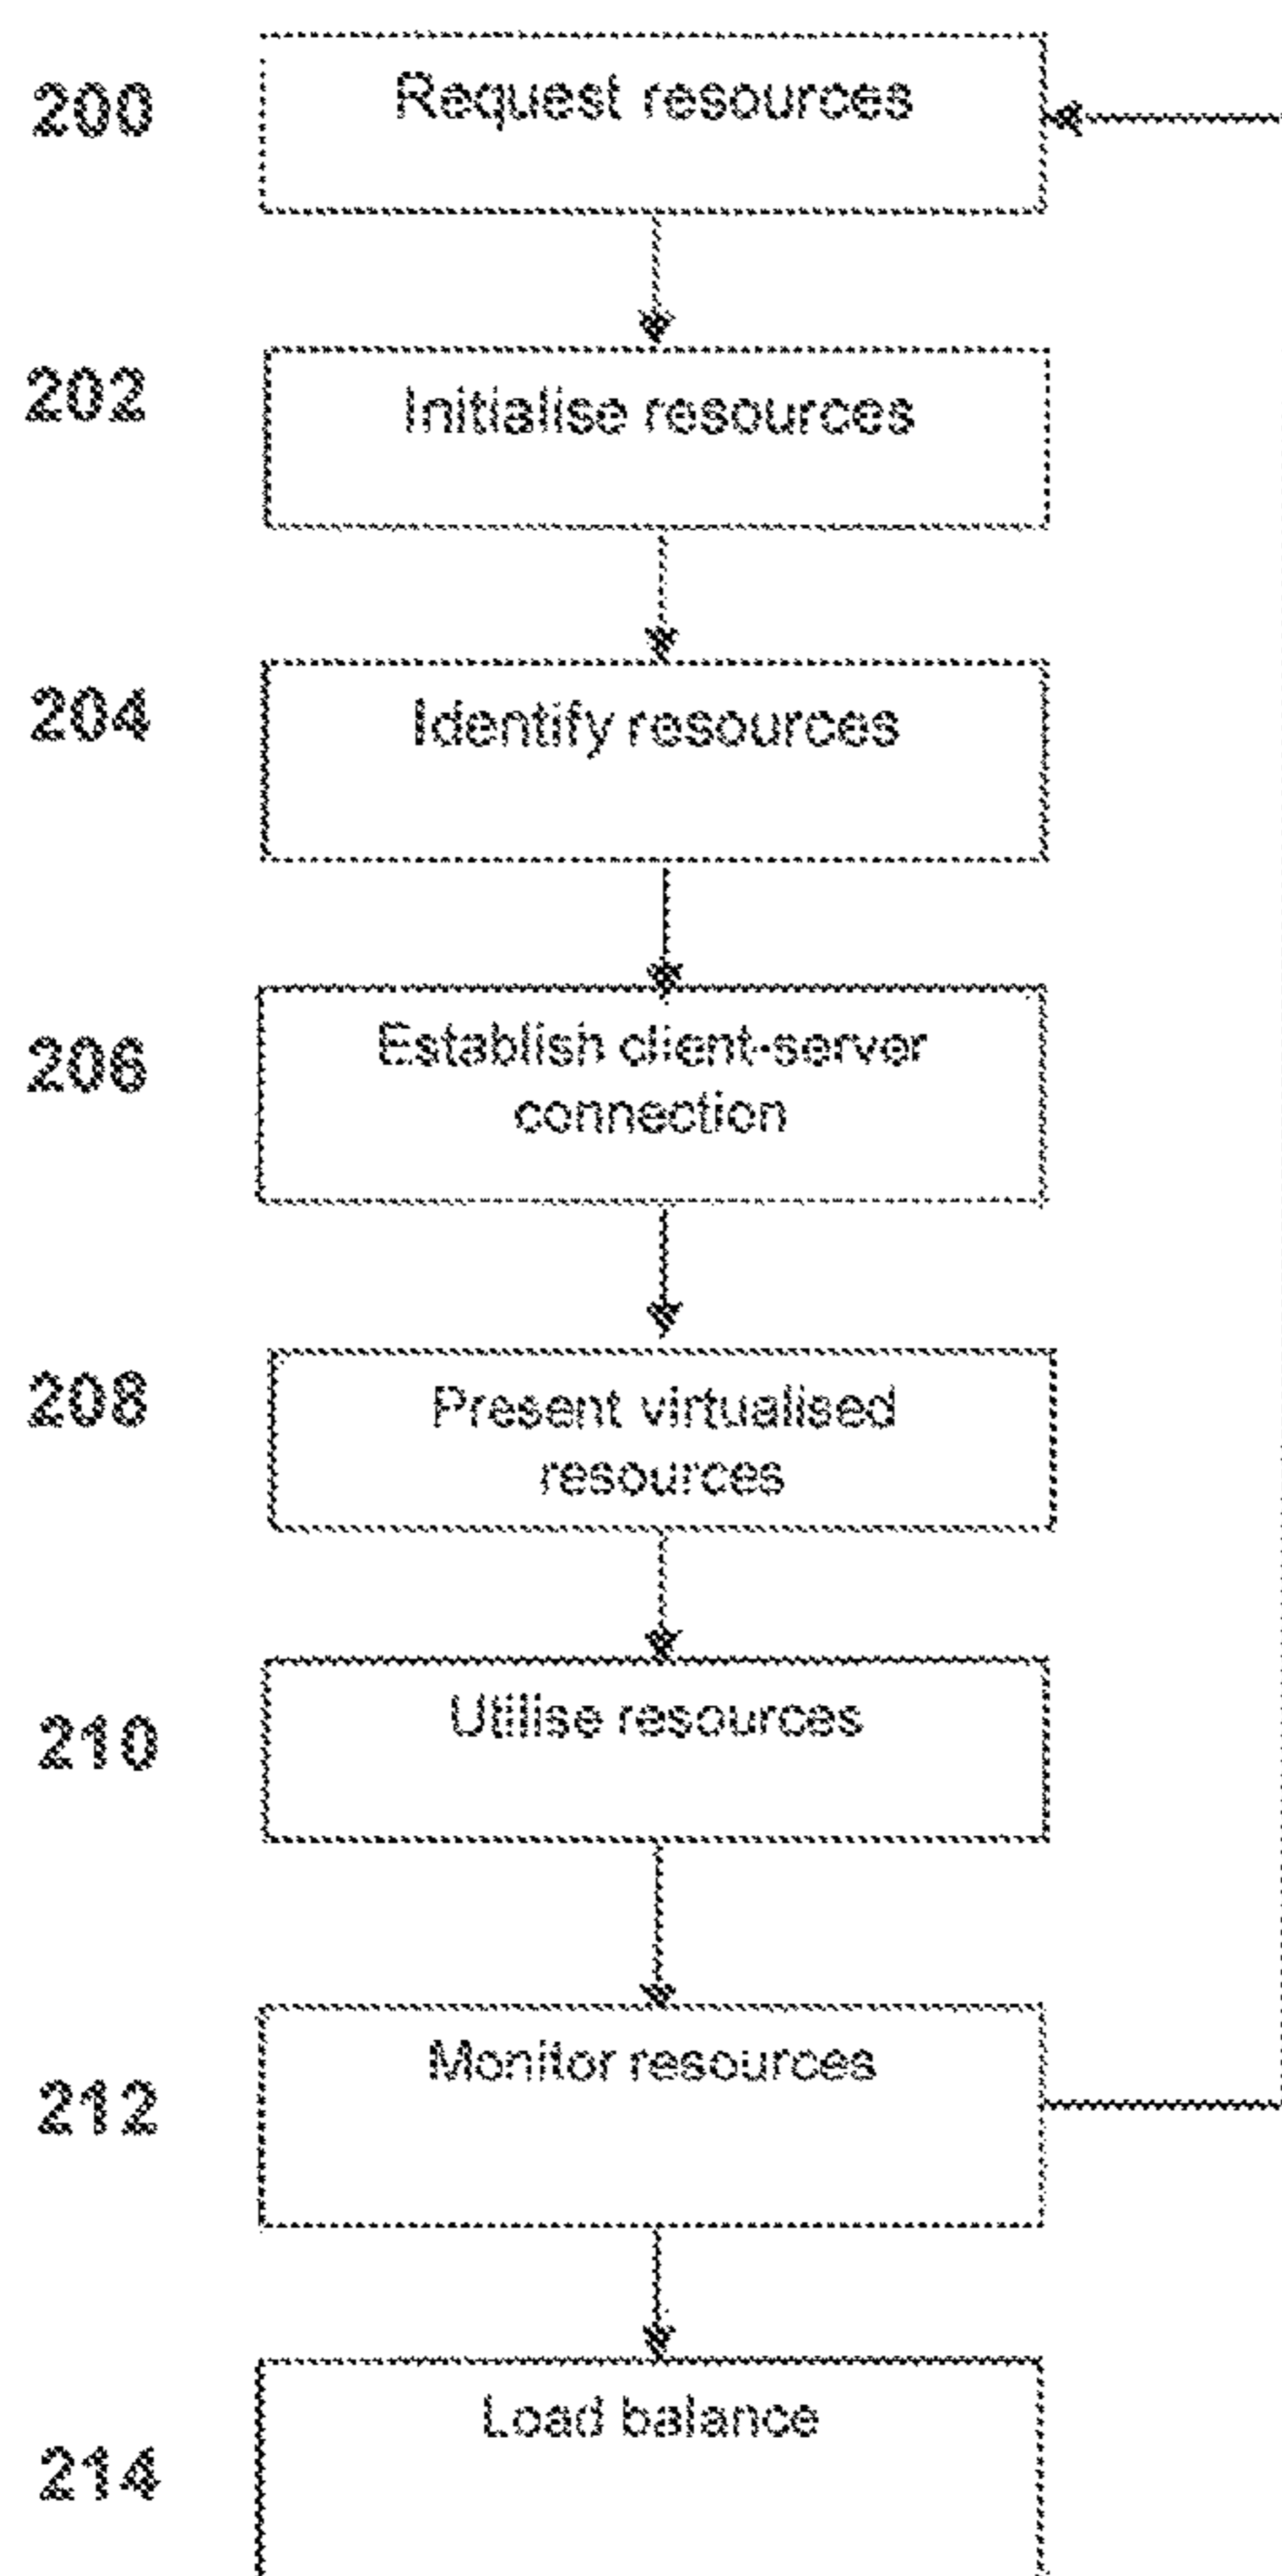 200
Request resources
202
Initialise resources
204
Identify resources
206
Establish client-server
connection
208
Present virtualised
resources
210
Utilise resources
212
Monitor resources
214
Load balance